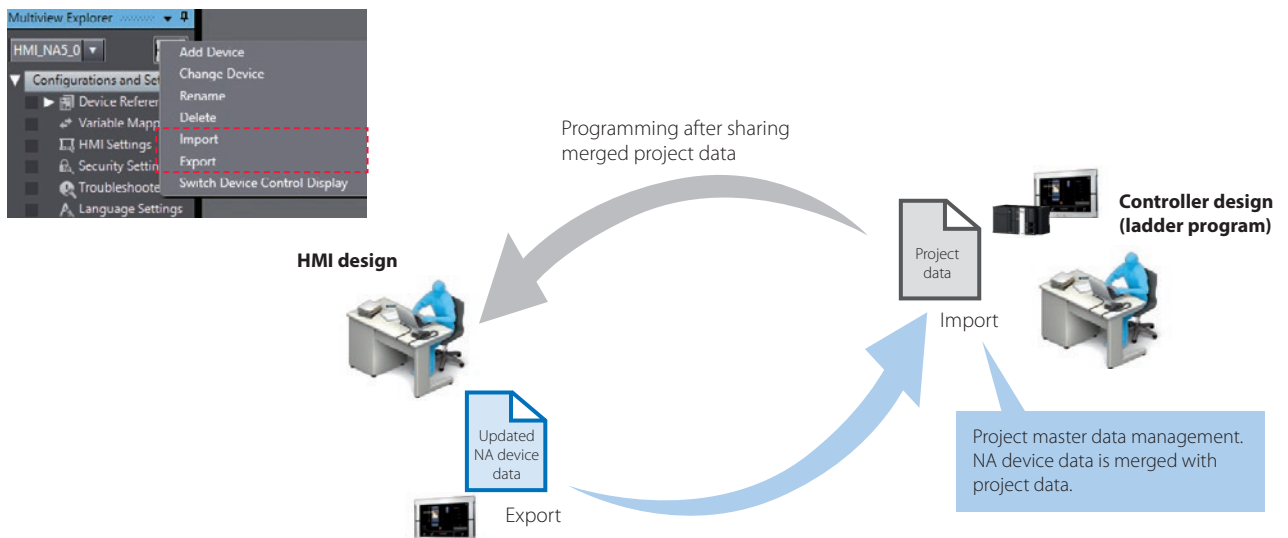 Multiview Explorer
HMI_NA5_0
Add Device
Change Device
Rename
Delete
Import
Export
Switch Device Control Display
Configurations and Set
Device Referen
Variable Mapp
HMI Settings
Security Settin
Troubleshoote
Language Settings
Programming after sharing
merged project data
Controller design
(ladder program)
Project
data
Import
HMI design
Updated
NA device
data
Export
Project master data management.
NA device data is merged with
project data.